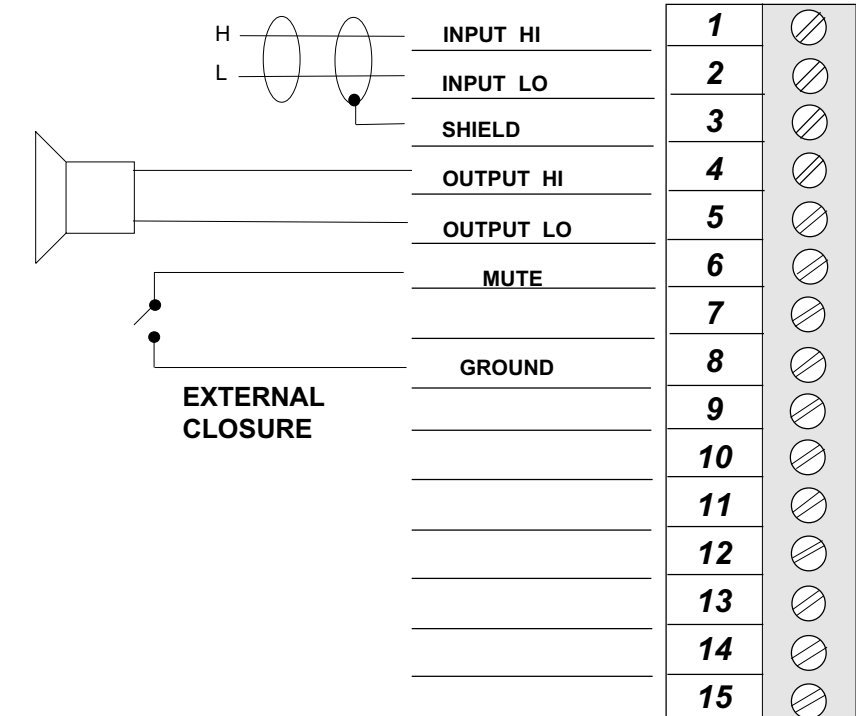 H INPUT HI 1
L INPUT LO 2
SHIELD 3
OUTPUT HI 4
OUTPUT LO 5
MUTE 6
7
GROUND 8
EXTERNAL 9
CLOSURE
10
11
12
13
14
15